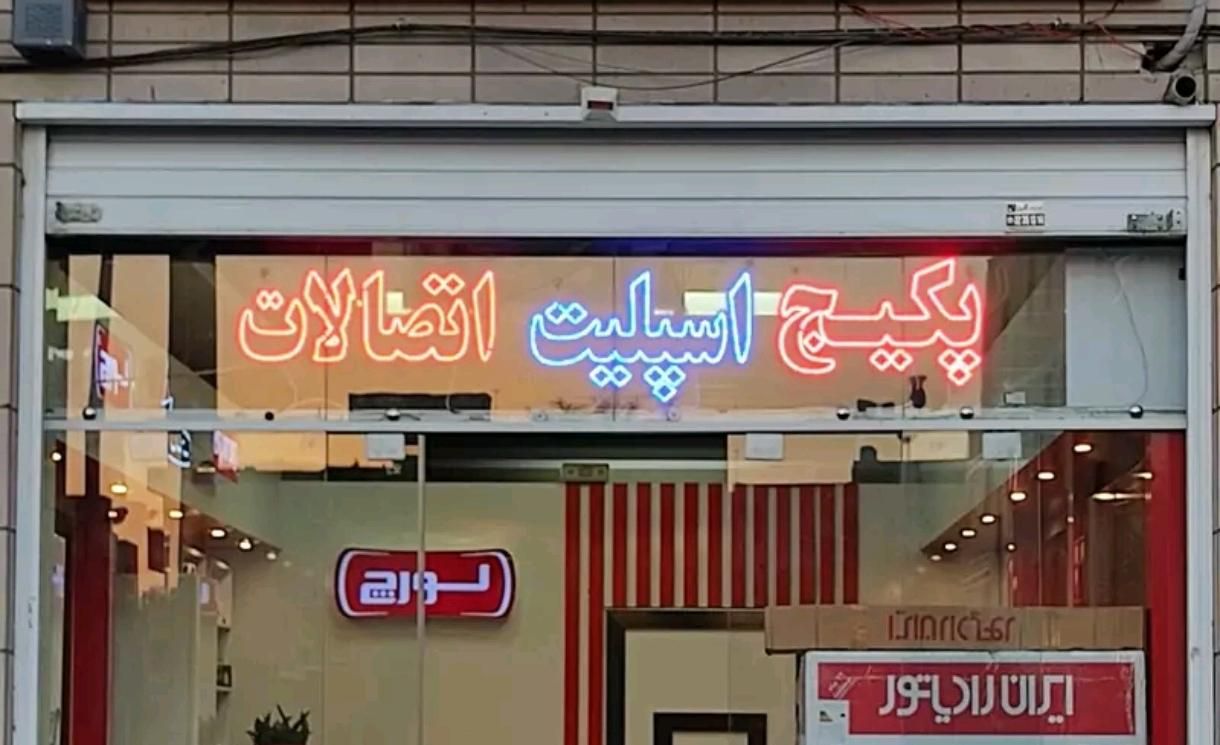 پکیج اسپلیت اتصالات
لورچ
ایران رادیاتور